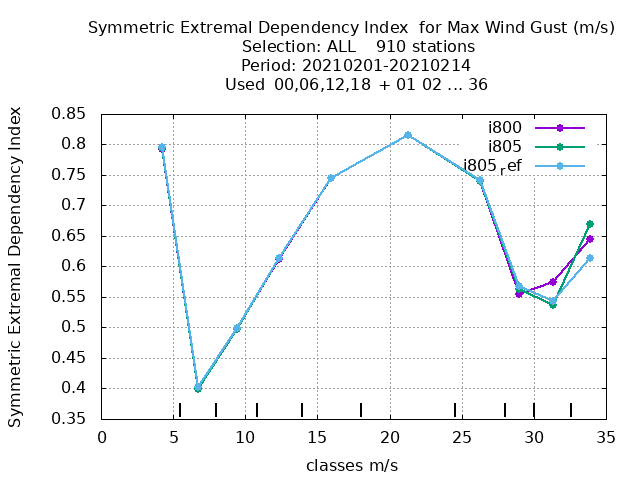 Symmetric Extremal Dependency Index  for Max Wind Gust (m/s)
Selection: ALL    910 stations
Period: 20210201-20210214
Used  00,06,12,18  + 01 02 ... 36
Symmetric Extremal Dependency Index
0.85
0.8
0.75
0.7
0.65
0.6
0.55
0.5
0.45
0.4
0.35
i800
i805
i805ref
0 5 10 15 20 25 30 35
classes m/s